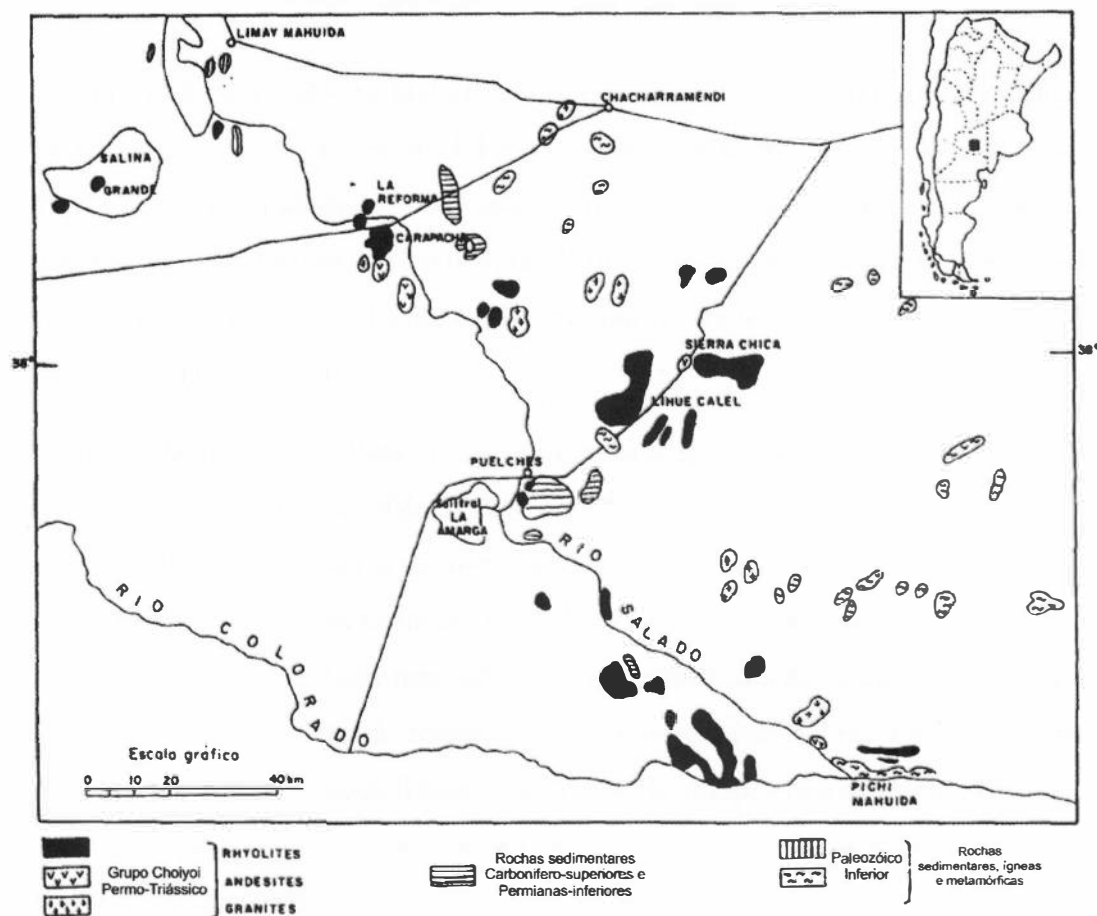 LIMAY MAHUIDA
CHACHARRAMENDI
SALINA
GRANDE
LA
REFORMA
CARAPACHA
38°
38°
SIERRA CHICA
LIHUE CALEL
PUELCHES
Salitral
LA
AMARGA
RIO
SALADO
RIO
COLORADO
Escala gráfico
0 10 20 40 km
PICHI
MAHUIDA
RHYOLITES
Grupo Choiyoi
Permo-Triássico
ANDESITES
GRANITES
Rochas sedimentares
Carbonífero-superiores e
Permianas-inferiores
Paleozóico
Inferior
Rochas
sedimentares, ígneas
e metamórficas